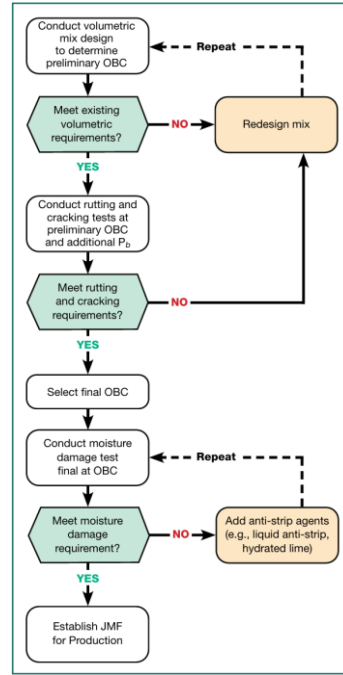 Conduct volumetric
mix design
to determine
preliminary OBC
Repeat
Meet existing
volumetric
requirements?
NO
Redesign mix
YES
Conduct rutting and
cracking tests at
preliminary OBC
and additional Pb
Meet rutting
and cracking
requirements?
NO
YES
Select final OBC
Conduct moisture
damage test
final at OBC
Repeat
Meet moisture
damage
requirement?
NO
Add anti-strip agents
(e.g., liquid anti-strip,
hydrated lime)
YES
Establish JMF
for Production